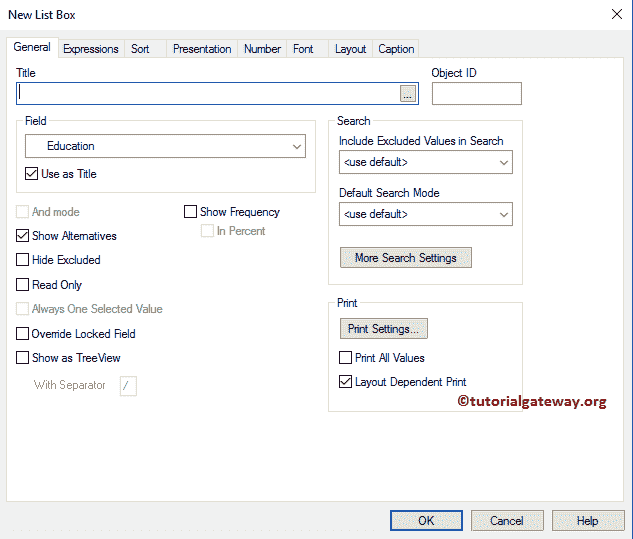 New List Box
General Expressions Sort Presentation Number Font Layout Caption
Title
Object ID
...
Field
Education
Use as Title
And mode
Show Frequency
In Percent
Show Alternatives
Hide Excluded
Read Only
Always One Selected Value
Override Locked Field
Show as TreeView
With Separator /
Search
Include Excluded Values in Search
<use default>
Default Search Mode
<use default>
More Search Settings
Print
Print Settings...
Print All Values
Layout Dependent Print
©tutorialgateway.org
OK Cancel Help